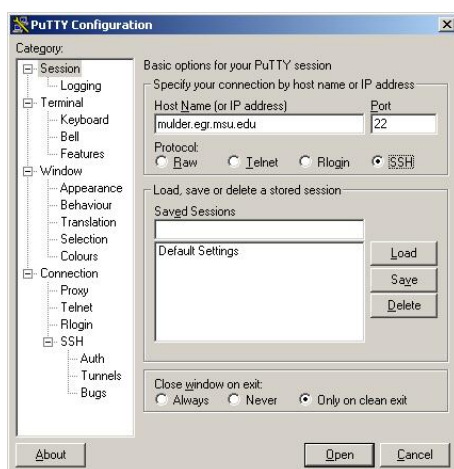 PuTTY Configuration
Category:
Session
Logging
Terminal
Keyboard
Bell
Features
Window
Appearance
Behaviour
Translation
Selection
Colours
Connection
Proxy
Telnet
Rlogin
SSH
Auth
Tunnels
Bugs
Basic options for your PuTTY session
Specify your connection by host name or IP address
Host Name (or IP address) Port
mulder.egr.msu.edu 22
Protocol:
Raw Telnet Rlogin SSH
Load, save or delete a stored session
Saved Sessions
Default Settings
Load
Save
Delete
Close window on exit:
Always Never Only on clean exit
About Open Cancel